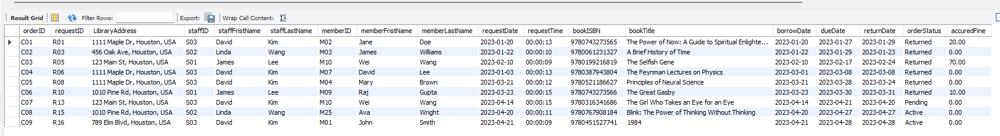 Result Grid Filter Rows: Export: Wrap Cell Content:
orderID requestID LibraryAddress staffID staffFristName staffLastName memberID memberFristName memberLastName requestDate requestTime bookISBN bookTitle borrowDate dueDate returnDate orderStatus accuredFine
C01 R01 1111 Maple Dr, Houston, USA S03 David Kim M02 Jane Doe 2023-01-20 00:00:13 9780743273565 The Power of Now: A Guide to Spiritual Enlighte... 2023-01-20 2023-01-27 2023-01-29 Returned 20.00
C02 R03 456 Oak Ave, Houston, USA S02 Linda Wang M03 James Williams 2023-01-22 00:00:10 9780061231327 A Brief History of Time 2023-01-22 2023-01-29 2023-01-23 Returned 0.00
C03 R05 123 Main St, Houston, USA S01 James Lee M10 Wei Wang 2023-02-10 00:00:09 9780199216819 The Selfish Gene 2023-02-10 2023-02-17 2023-02-24 Returned 70.00
C04 R06 1111 Maple Dr, Houston, USA S03 David Kim M07 David Lee 2023-01-03 00:00:13 9780387943804 The Feynman Lectures on Physics 2023-03-01 2023-03-08 2023-03-08 Returned 0.00
C05 R08 1111 Maple Dr, Houston, USA S03 David Kim M04 Mary Brown 2023-03-21 00:00:12 9780521186627 Principles of Neural Science 2023-03-21 2023-03-28 2023-03-24 Returned 0.00
C06 R10 1010 Pine Rd, Houston, USA S01 James Lee M09 Raj Gupta 2023-03-23 00:00:15 9780743273566 The Great Gasby 2023-03-23 2023-03-30 2023-03-31 Returned 10.00
C07 R13 123 Main St, Houston, USA S03 David Kim M10 Wei Wang 2023-04-14 00:00:15 9780316341686 The Girl Who Takes an Eye for an Eye 2023-04-14 2023-04-21 2023-04-20 Pending 0.00
C08 R15 1010 Pine Rd, Houston, USA S02 Linda Wang M25 Ava Wright 2023-04-20 00:00:11 9780767908184 Blink: The Power of Thinking Without Thinking 2023-04-20 2023-04-27 2023-04-27 Active 0.00
C09 R16 789 Elm Blvd, Houston, USA S03 David Kim M01 John Smith 2023-04-21 00:00:09 9780451527741 1984 2023-04-21 2023-04-28 2023-04-28 Active 0.00